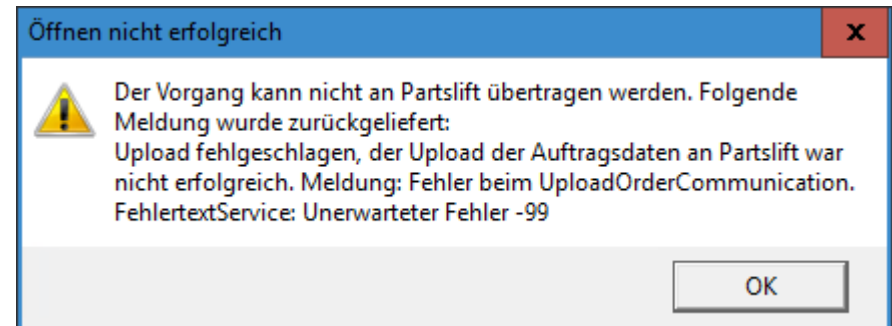 Öffnen nicht erfolgreich
x
Der Vorgang kann nicht an Partslift übertragen werden. Folgende
Meldung wurde zurückgeliefert:
Upload fehlgeschlagen, der Upload der Auftragsdaten an Partslift war
nicht erfolgreich. Meldung: Fehler beim UploadOrderCommunication.
FehlertextService: Unerwarteter Fehler -99
OK